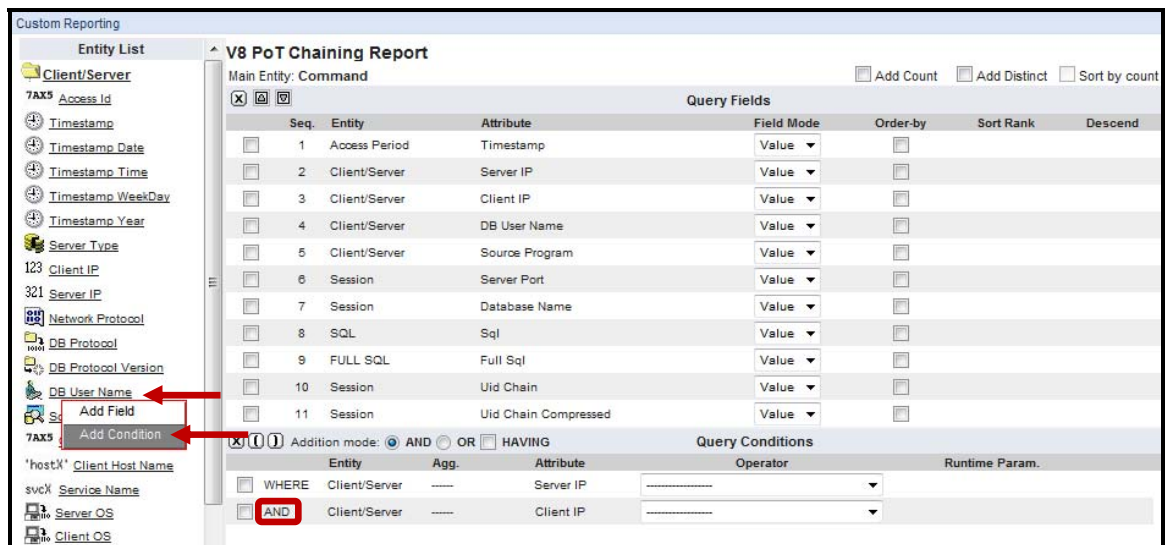 Custom Reporting
Entity List
Client/Server
7AX5 Access Id
Timestamp
Timestamp Date
Timestamp Time
Timestamp WeekDay
Timestamp Year
Server Type
123 Client IP
321 Server IP
Network Protocol
DB Protocol
DB Protocol Version
DB User Name
Add Field
Add Condition
7AX5
"hostX" Client Host Name
svcX Service Name
Server OS
Client OS
V8 PoT Chaining Report
Main Entity: Command
Add Count Add Distinct Sort by count
Query Fields
Seq. Entity Attribute Field Mode Order-by Sort Rank Descend
1 Access Period Timestamp Value
2 Client/Server Server IP Value
3 Client/Server Client IP Value
4 Client/Server DB User Name Value
5 Client/Server Source Program Value
6 Session Server Port Value
7 Session Database Name Value
8 SQL Sql Value
9 FULL SQL Full Sql Value
10 Session Uid Chain Value
11 Session Uid Chain Compressed Value
Addition mode: AND OR HAVING Query Conditions
Entity Agg. Attribute Operator Runtime Param.
WHERE Client/Server ------ Server IP ------------------
AND Client/Server ------ Client IP ------------------